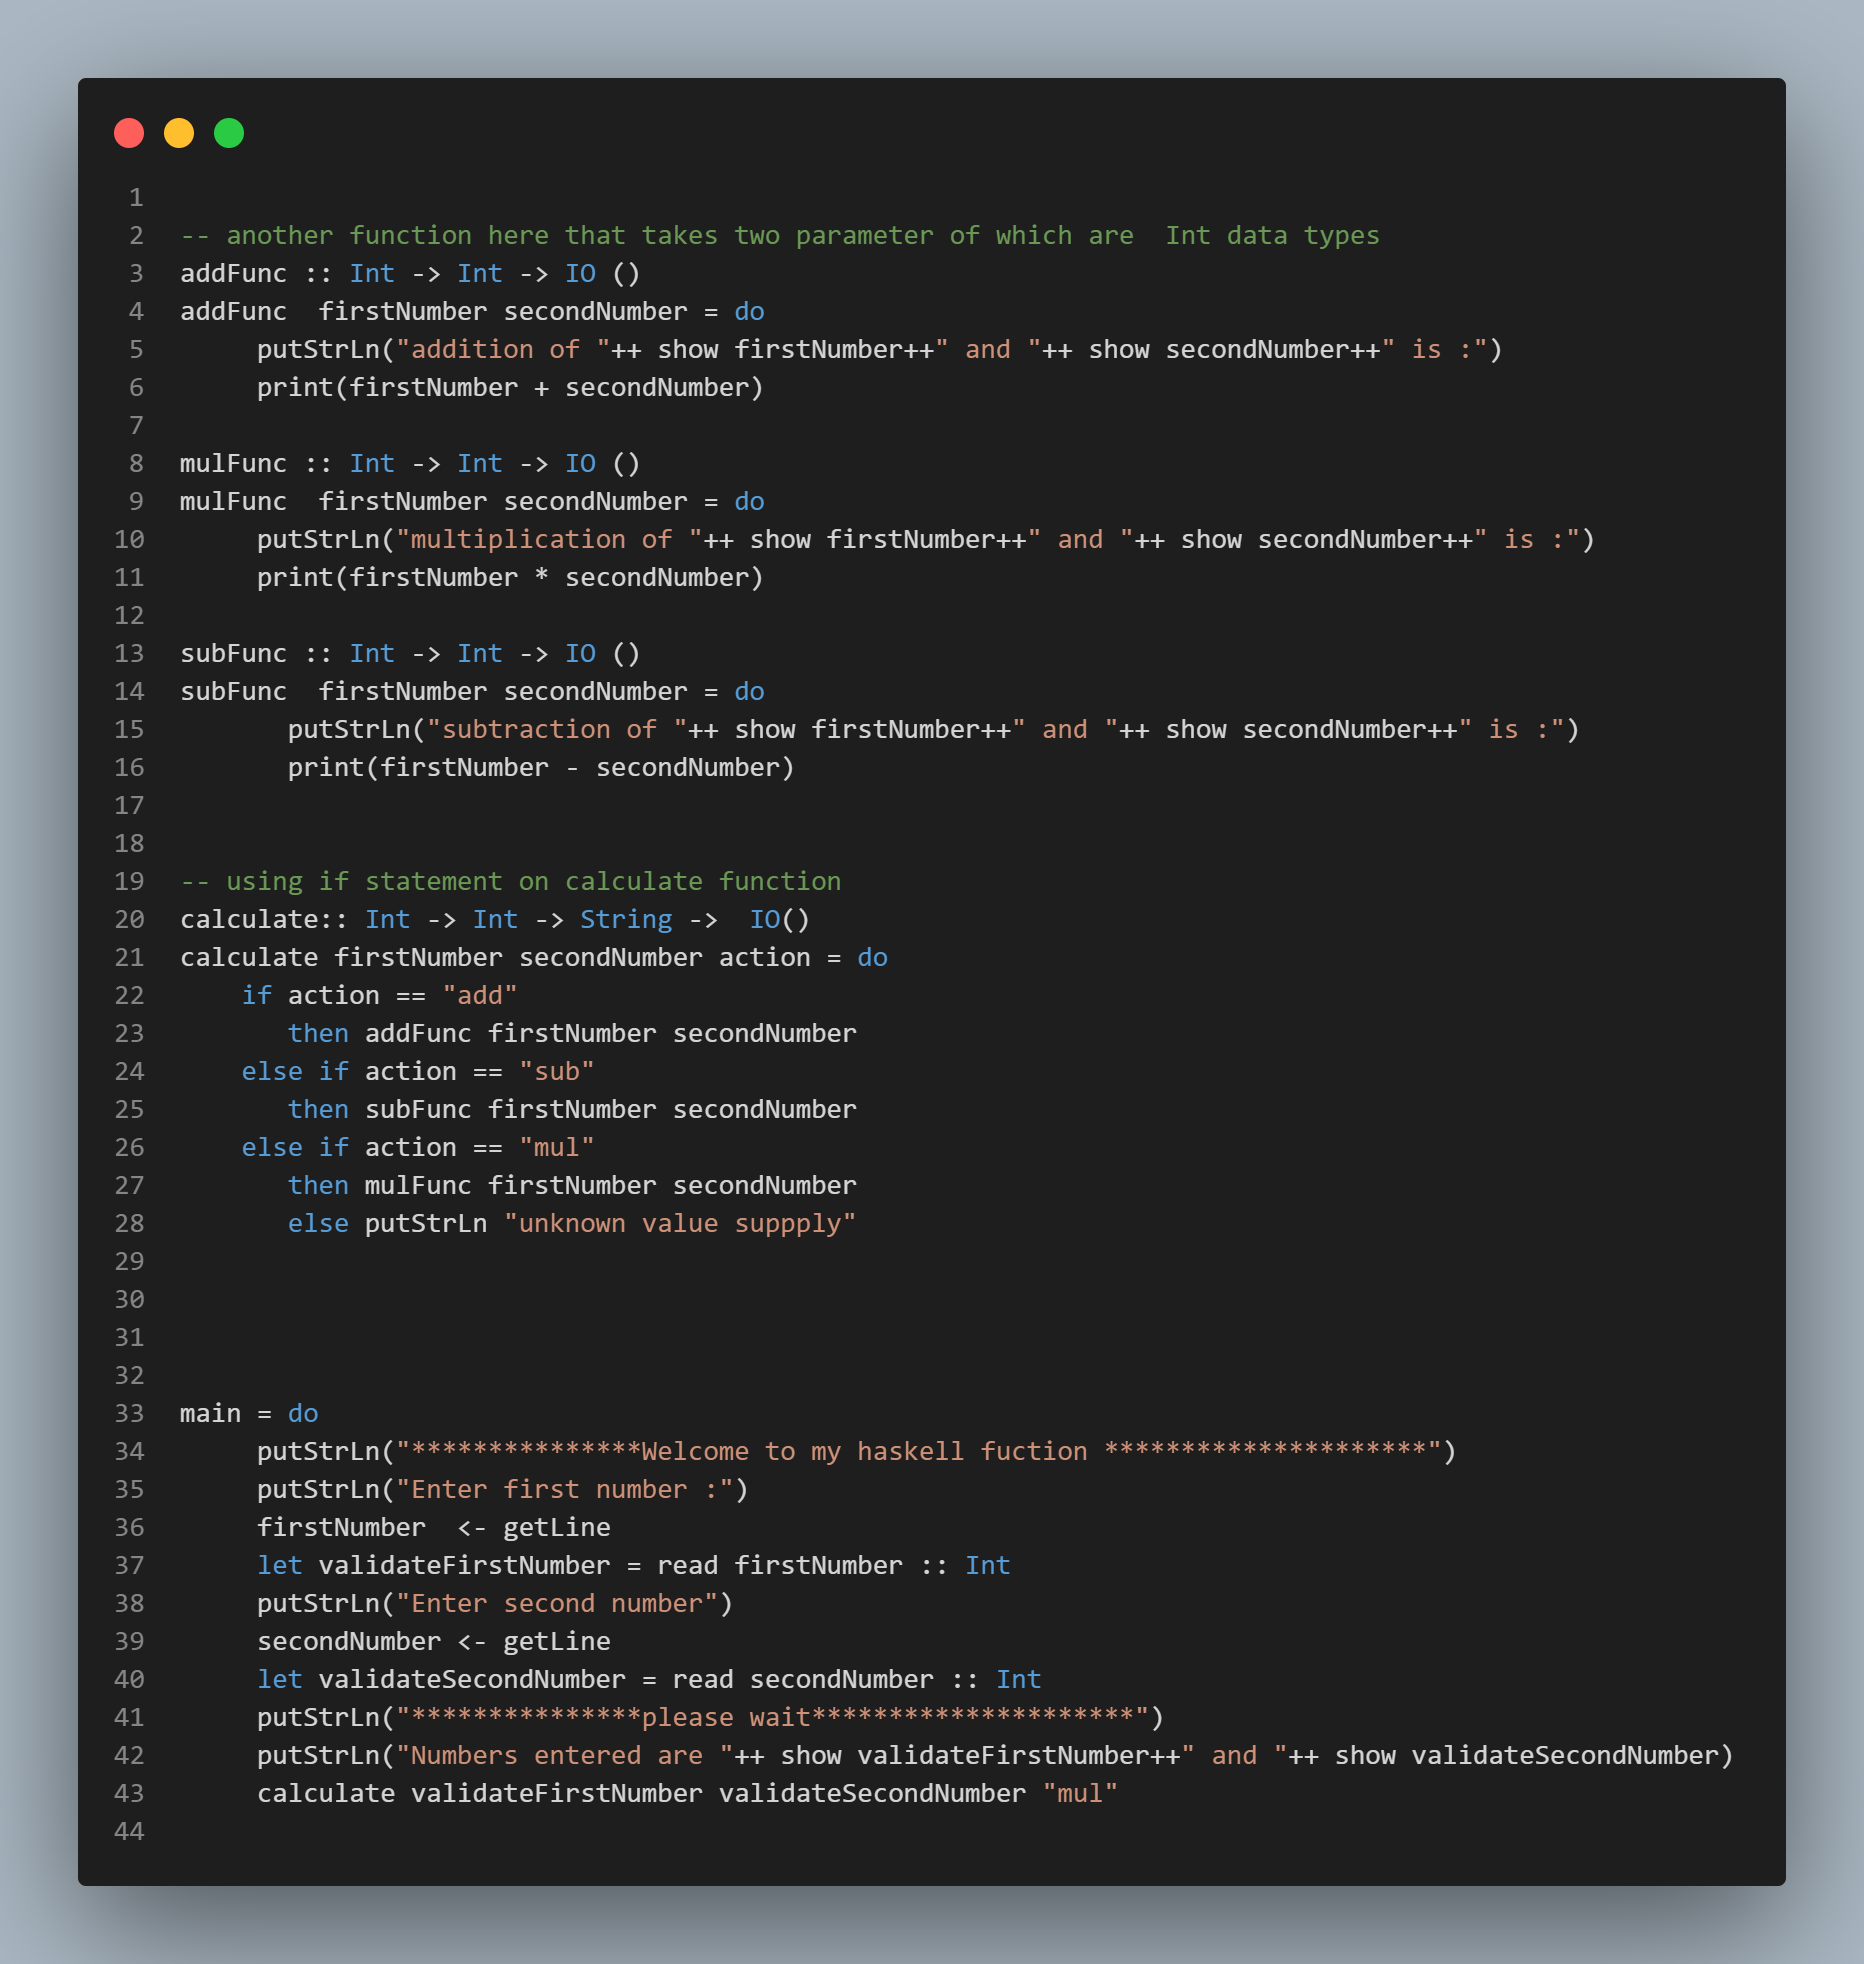 1
2 -- another function here that takes two parameter of which are  Int data types
3 addFunc :: Int -> Int -> IO ()
4 addFunc  firstNumber secondNumber = do
5      putStrLn("addition of "++ show firstNumber++" and "++ show secondNumber++" is :")
6      print(firstNumber + secondNumber)
7
8 mulFunc :: Int -> Int -> IO ()
9 mulFunc  firstNumber secondNumber = do
10      putStrLn("multiplication of "++ show firstNumber++" and "++ show secondNumber++" is :")
11      print(firstNumber * secondNumber)
12
13 subFunc :: Int -> Int -> IO ()
14 subFunc  firstNumber secondNumber = do
15        putStrLn("subtraction of "++ show firstNumber++" and "++ show secondNumber++" is :")
16        print(firstNumber - secondNumber)
17
18
19 -- using if statement on calculate function
20 calculate:: Int -> Int -> String ->  IO()
21 calculate firstNumber secondNumber action = do
22     if action == "add"
23        then addFunc firstNumber secondNumber
24     else if action == "sub"
25        then subFunc firstNumber secondNumber
26     else if action == "mul"
27        then mulFunc firstNumber secondNumber
28        else putStrLn "unknown value suppply"
29
30
31
32
33 main = do
34      putStrLn("***************Welcome to my haskell fuction *********************")
35      putStrLn("Enter first number :")
36      firstNumber  <- getLine
37      let validateFirstNumber = read firstNumber :: Int
38      putStrLn("Enter second number")
39      secondNumber <- getLine
40      let validateSecondNumber = read secondNumber :: Int
41      putStrLn("***************please wait*********************")
42      putStrLn("Numbers entered are "++ show validateFirstNumber++" and "++ show validateSecondNumber)
43      calculate validateFirstNumber validateSecondNumber "mul"
44